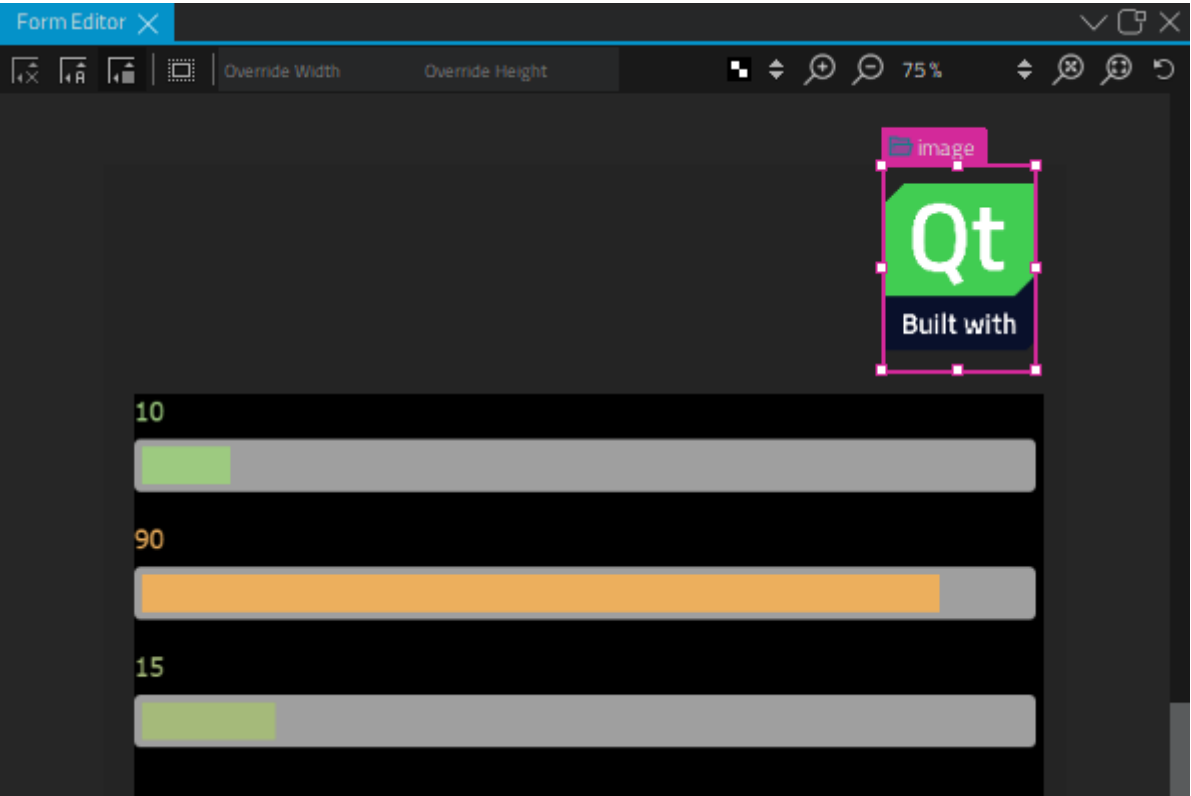 Form Editor
Override Width Override Height 75%
image
Qt
Built with
10
90
15